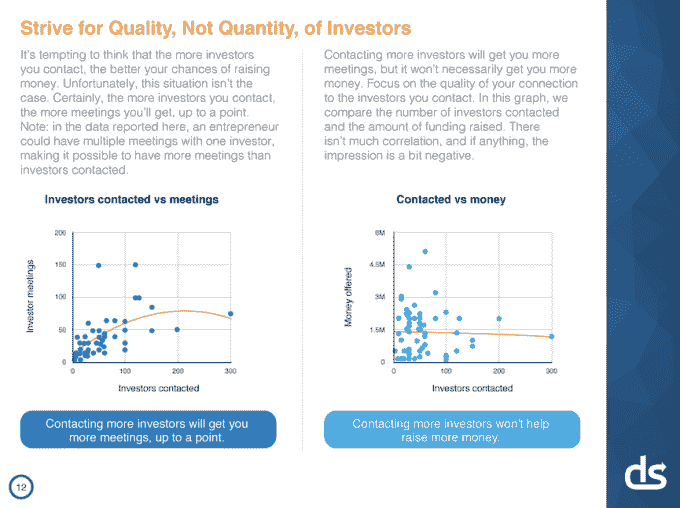 Strive for Quality, Not Quantity, of Investors
It's tempting to think that the more investors
you contact, the better your chances of raising
money. Unfortunately, this situation isn't the
case. Certainly, the more investors you contact,
the more meetings you'll get, up to a point.
Note: in the data reported here, an entrepreneur
could have multiple meetings with one investor,
making it possible to have more meetings than
investors contacted.
Contacting more investors will get you more
meetings, but it won't necessarily get you more
money. Focus on the quality of your connection
to the investors you contact. In this graph, we
compare the number of investors contacted
and the amount of funding raised. There
isn't much correlation, and if anything, the
impression is a bit negative.
Investors contacted vs meetings
Investor meetings
200
150
100
50
0
0 100 200 300
Investors contacted
Contacting more investors will get you
more meetings, up to a point.
Contacted vs money
Money offered
6M
4.5M
3M
1.5M
0
0 100 200 300
Investors contacted
Contacting more investors won't help
raise more money.
12
ds